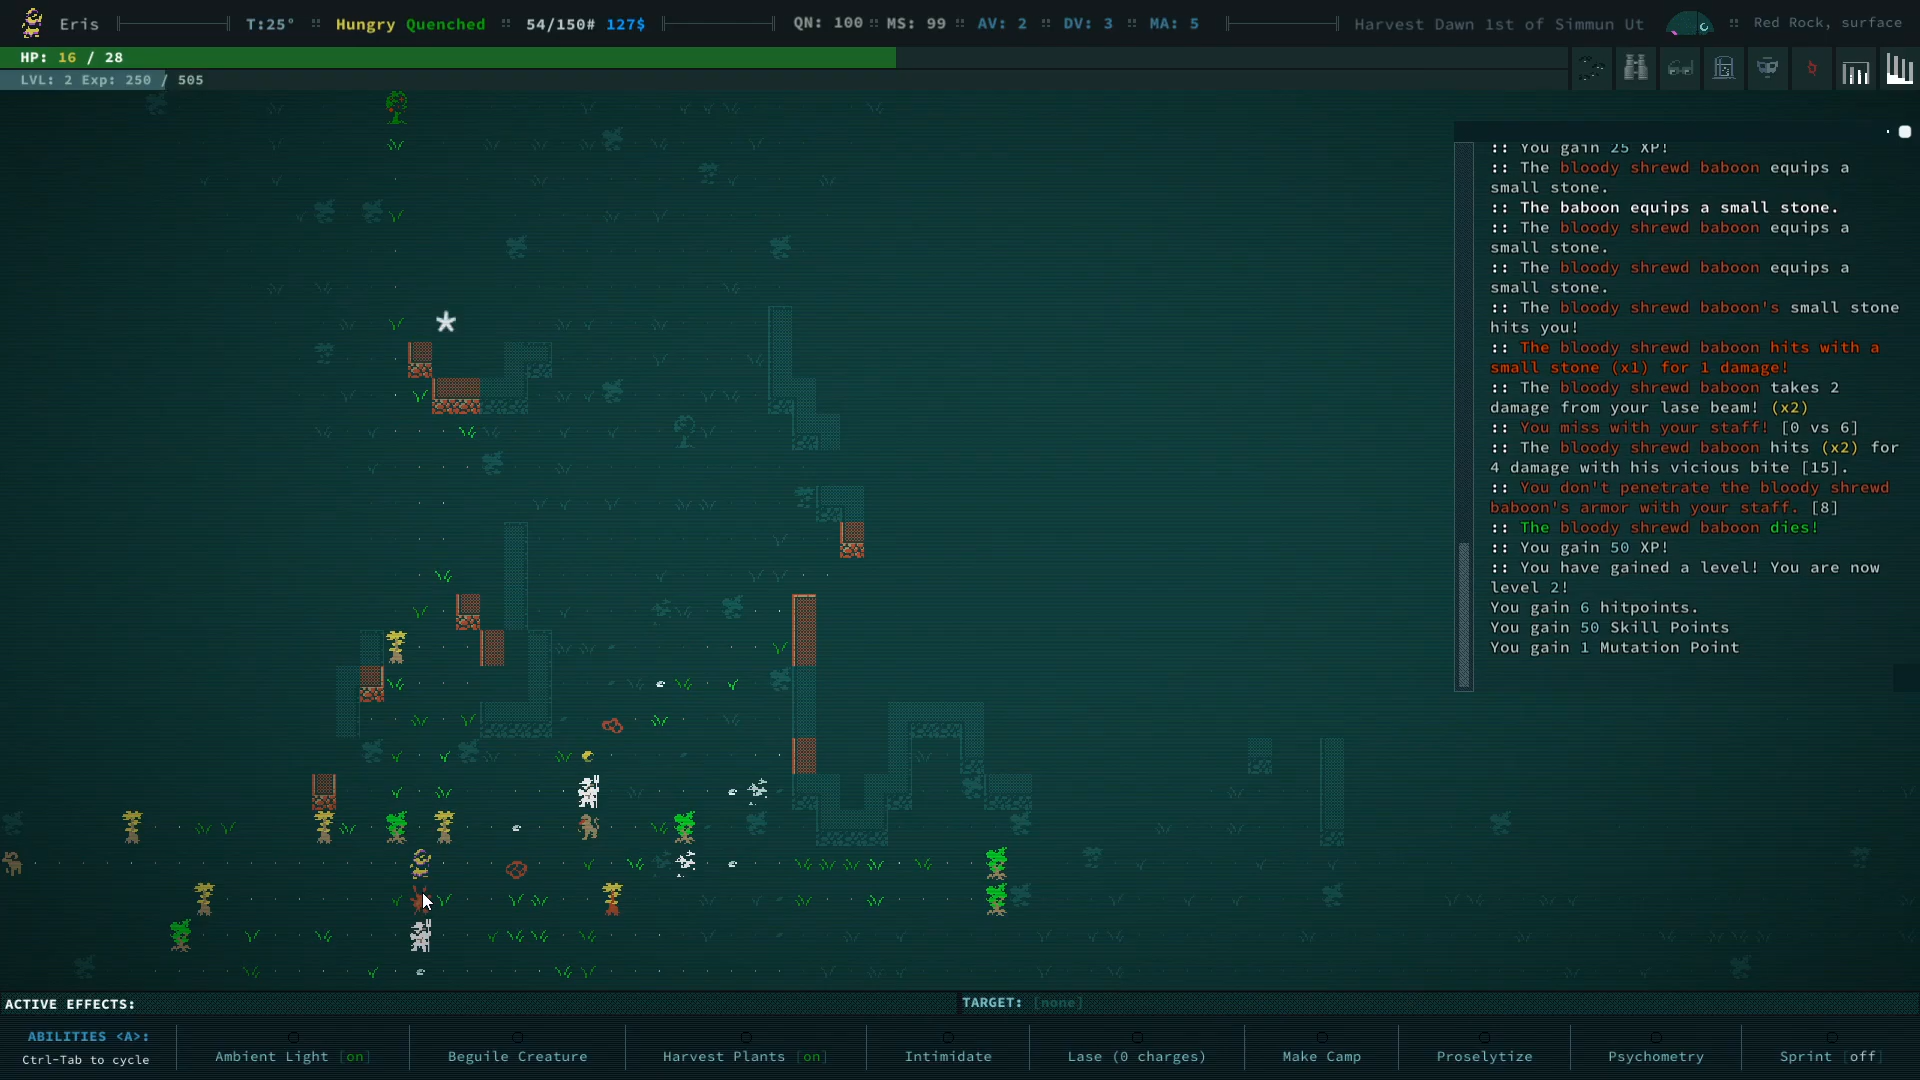 Eris T:25° :: Hungry Quenched :: 54/150# 127$ QN: 100 :: MS: 99 :: AV: 2 :: DV: 3 :: MA: 5 Harvest Dawn 1st of Simmun Ut :: Red Rock, surface
HP: 16 / 28
LVL: 2 Exp: 250 / 505
:: You gain 25 XP!
:: The bloody shrewd baboon equips a
small stone.
:: The baboon equips a small stone.
:: The bloody shrewd baboon equips a
small stone.
:: The bloody shrewd baboon equips a
small stone.
:: The bloody shrewd baboon's small stone
hits you!
:: The bloody shrewd baboon hits with a
small stone (x1) for 1 damage!
:: The bloody shrewd baboon takes 2
damage from your lase beam! (x2)
:: You miss with your staff! [0 vs 6]
:: The bloody shrewd baboon hits (x2) for
4 damage with his vicious bite [15].
:: You don't penetrate the bloody shrewd
baboon's armor with your staff. [8]
:: The bloody shrewd baboon dies!
:: You gain 50 XP!
:: You have gained a level! You are now
level 2!
You gain 6 hitpoints.
You gain 50 Skill Points
You gain 1 Mutation Point
ACTIVE EFFECTS: TARGET: [none]
ABILITIES <A>:
Ctrl-Tab to cycle
Ambient Light [on] Beguile Creature Harvest Plants [on] Intimidate Lase (0 charges) Make Camp Proselytize Psychometry Sprint [off]